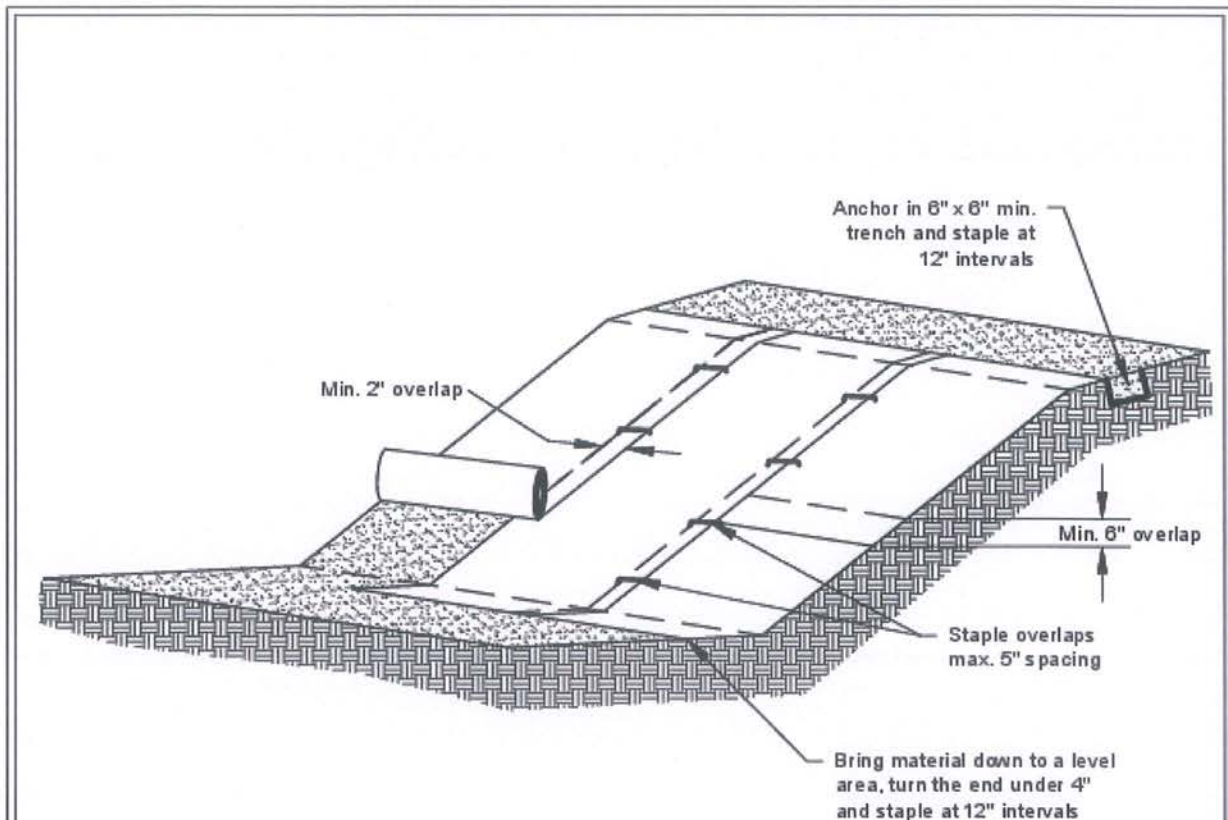 Anchor in 6" x 6" min.
trench and staple at
12" intervals
Min. 2" overlap
Min. 6" overlap
Staple overlaps
max. 5" spacing
Bring material down to a level
area, turn the end under 4"
and staple at 12" intervals